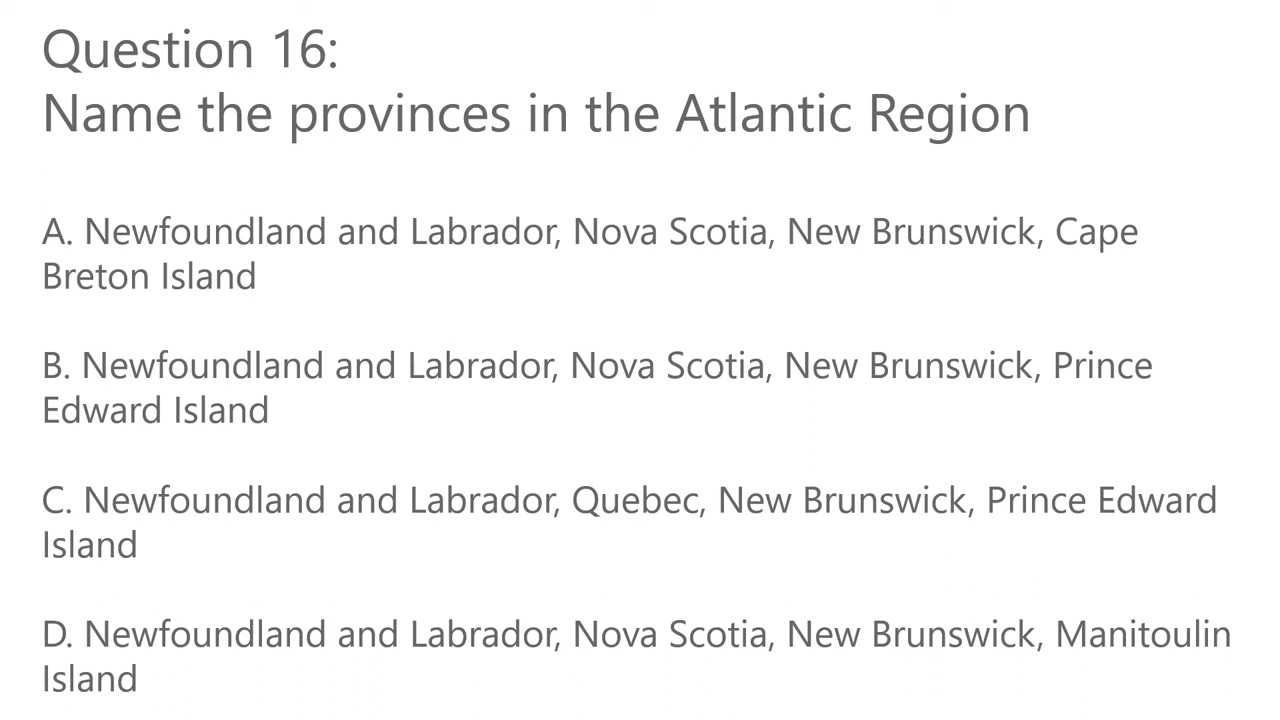 Question 16:
Name the provinces in the Atlantic Region
A. Newfoundland and Labrador, Nova Scotia, New Brunswick, Cape
Breton Island
B. Newfoundland and Labrador, Nova Scotia, New Brunswick, Prince
Edward Island
C. Newfoundland and Labrador, Quebec, New Brunswick, Prince Edward
Island
D. Newfoundland and Labrador, Nova Scotia, New Brunswick, Manitoulin
Island